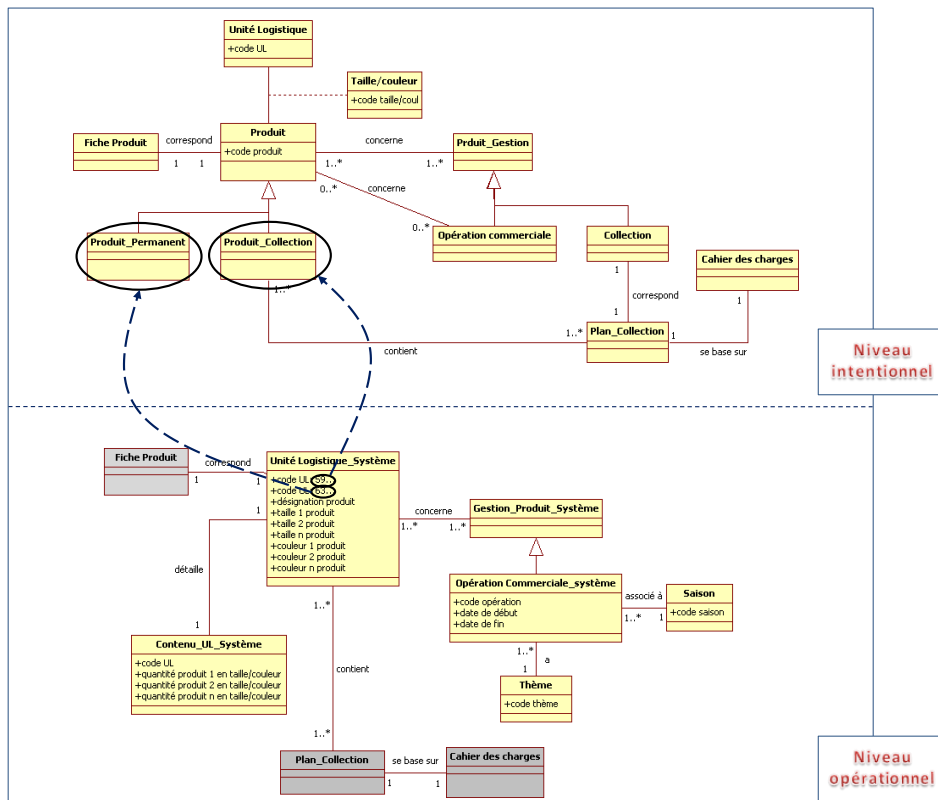 Unité Logistique
+code UL
Taille/couleur
+code taille/coul
Fiche Produit
correspond
1
1
Produit
+code produit
concerne
1..*
1..*
Prduit_Gestion
0..*
concerne
0..*
Produit_Permanent
Produit_Collection
Opération commerciale
Collection
Cahier des charges
1..*
1
correspond
1
1
1..*
Plan_Collection
1
contient
se base sur
Niveau
intentionnel
Fiche Produit
correspond
1
1
Unité Logistique_Système
+code UL 59..
+code UL 63..
+désignation produit
+taille 1 produit
+taille 2 produit
+taille n produit
+couleur 1 produit
+couleur 2 produit
+couleur n produit
concerne
1..*
1..*
Gestion_Produit_Système
1
détaille
1
Opération Commerciale_système
+code opération
+date de début
+date de fin
associé à
1..*
1
Saison
+code saison
1..*
a
1
Thème
+code thème
Contenu_UL_Système
+code UL
+quantité produit 1 en taille/couleur
+quantité produit 2 en taille/couleur
+quantité produit n en taille/couleur
1..*
contient
1..*
Plan_Collection
se base sur
1
1
Cahier des charges
Niveau
opérationnel